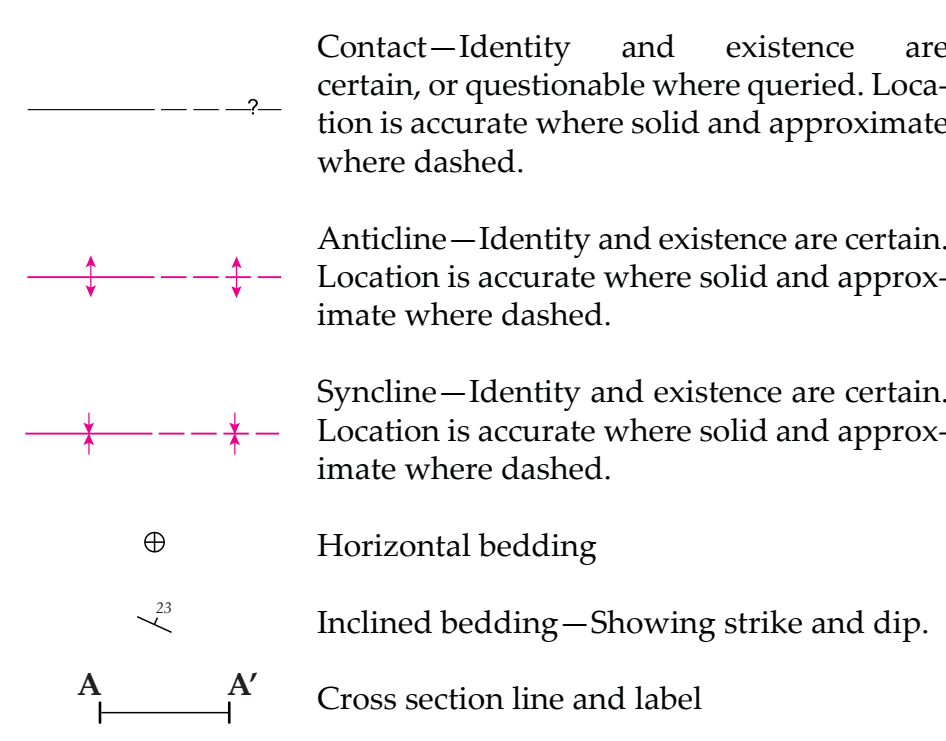 Contact—Identity and existence are
certain, or questionable where queried. Loca-
?
tion is accurate where solid and approximate
where dashed.
Anticline—Identity and existence are certain.
Location is accurate where solid and approx-
imate where dashed.
Syncline—Identity and existence are certain.
Location is accurate where solid and approx-
imate where dashed.
Horizontal bedding
23
Inclined bedding—Showing strike and dip.
A A′
Cross section line and label